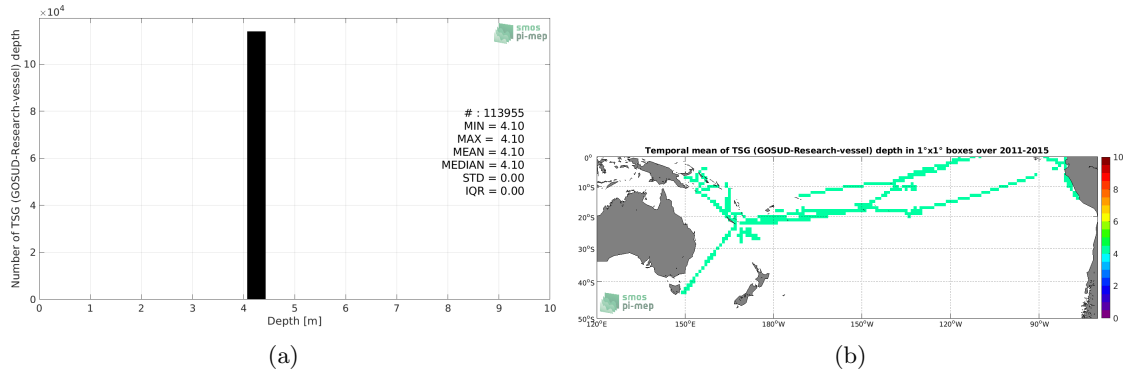 ×10⁴
Number of TSG (GOSUD-Research-vessel) depth
10
8
6
4
2
0
smos
pi-mep
# : 113955
MIN = 4.10
MAX = 4.10
MEAN = 4.10
MEDIAN = 4.10
STD = 0.00
IQR = 0.00
0 1 2 3 4 5 6 7 8 9 10
Depth [m]
(a)
Temporal mean of TSG (GOSUD-Research-vessel) depth in 1°x1° boxes over 2011-2015
0°
10°S
20°S
30°S
40°S
50°S
smos
pi-mep
120°E 150°E 180°W 150°W 120°W 90°W
10
8
6
4
2
0
(b)